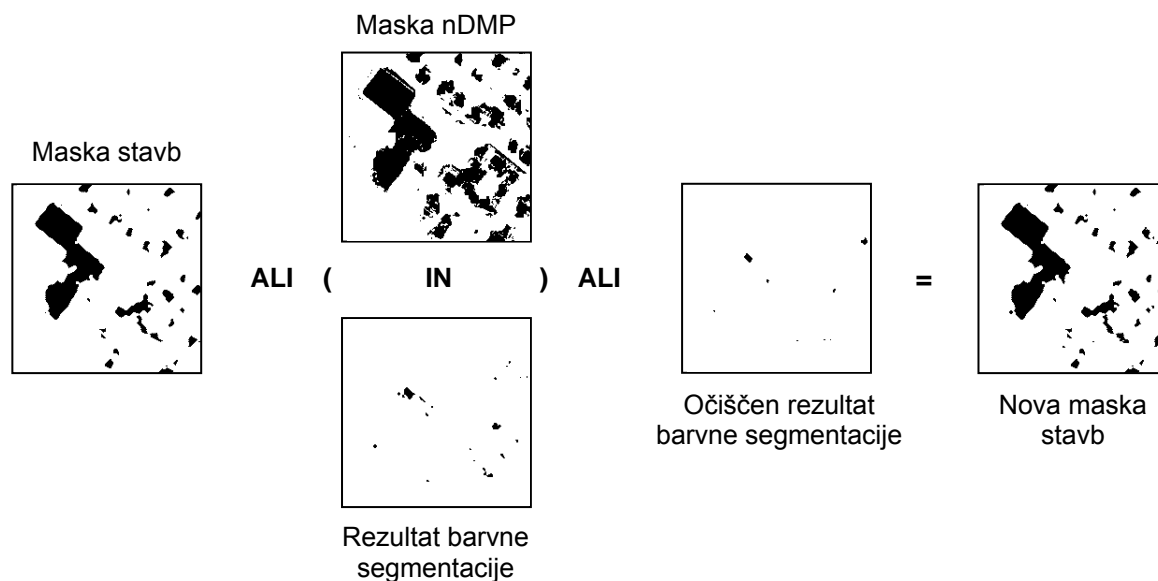 Maska nDMP
Maska stavb
ALI ( IN ) ALI =
Očiščen rezultat
barvne segmentacije
Nova maska
stavb
Rezultat barvne
segmentacije